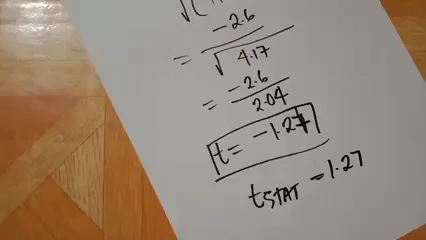 -2.6
= √4.17
= -2.6
2.04
t = -1.27
tSTAT = 1.27